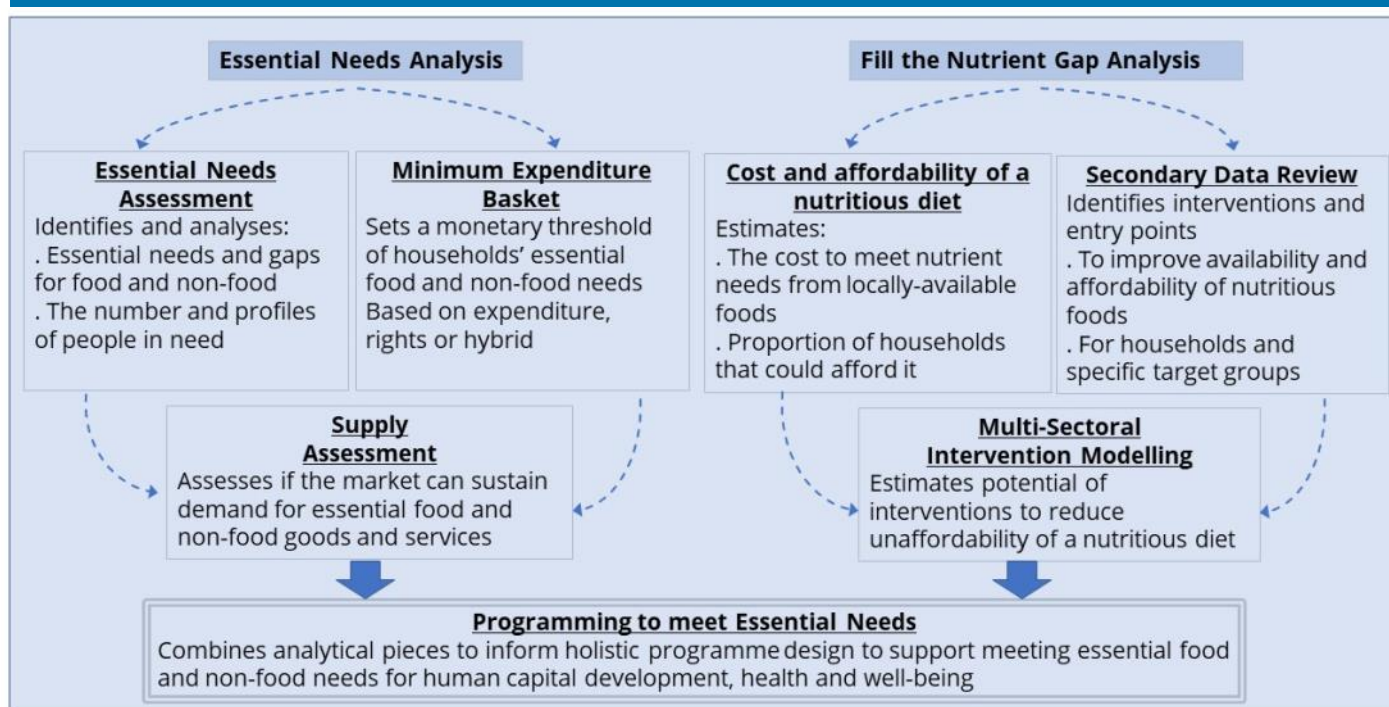 Essential Needs Analysis
Fill the Nutrient Gap Analysis
Essential Needs
Assessment
Identifies and analyses:
. Essential needs and gaps
for food and non-food
. The number and profiles
of people in need
Minimum Expenditure
Basket
Sets a monetary threshold
of households’ essential
food and non-food needs
Based on expenditure,
rights or hybrid
Cost and affordability of a
nutritious diet
Estimates:
. The cost to meet nutrient
needs from locally-available
foods
. Proportion of households
that could afford it
Secondary Data Review
Identifies interventions and
entry points
. To improve availability and
affordability of nutritious
foods
. For households and
specific target groups
Supply
Assessment
Assesses if the market can sustain
demand for essential food and
non-food goods and services
Multi-Sectoral
Intervention Modelling
Estimates potential of
interventions to reduce
unaffordability of a nutritious diet
Programming to meet Essential Needs
Combines analytical pieces to inform holistic programme design to support meeting essential food
and non-food needs for human capital development, health and well-being